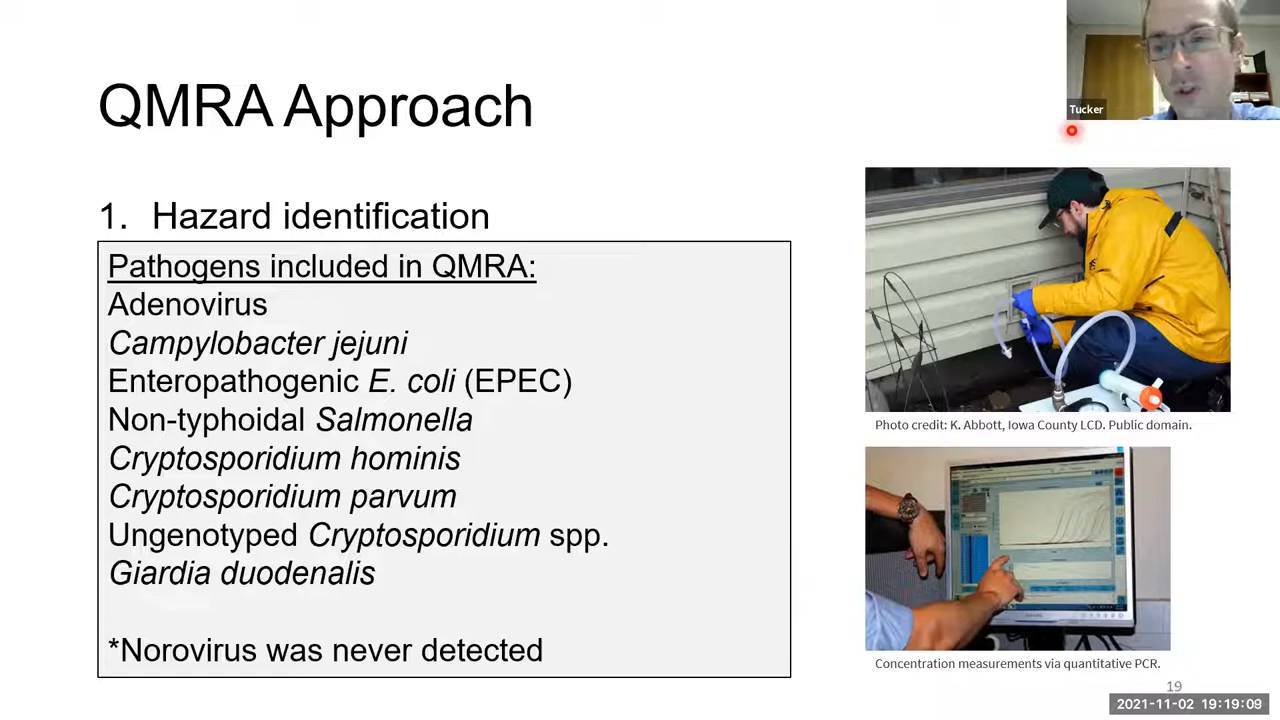 QMRA Approach
Tucker
1. Hazard identification
Pathogens included in QMRA:
Adenovirus
Campylobacter jejuni
Enteropathogenic E. coli (EPEC)
Non-typhoidal Salmonella
Cryptosporidium hominis
Cryptosporidium parvum
Ungenotyped Cryptosporidium spp.
Giardia duodenalis
*Norovirus was never detected
Photo credit: K. Abbott, Iowa County LCD. Public domain.
Concentration measurements via quantitative PCR.
19
2021-11-02 19:19:09